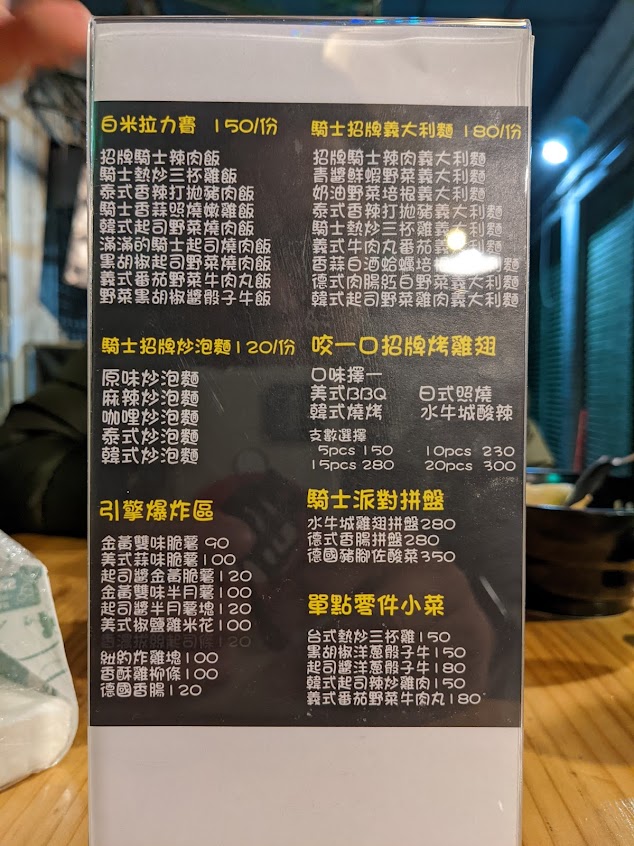 白米拉力賽 150/份
招牌騎士辣肉飯
騎士熱炒三杯雞飯
泰式香辣打拋豬肉飯
騎士香蒜照燒嫩雞飯
韓式起司野菜燒肉飯
滿滿的騎士起司燒肉飯
黑胡椒起司野菜燒肉飯
義式番茄野菜牛肉丸飯
野菜黑胡椒醬骰子牛飯
騎士招牌炒泡麵120/份
原味炒泡麵
麻辣炒泡麵
咖哩炒泡麵
泰式炒泡麵
韓式炒泡麵
引擎爆炸區
金黃雙味脆薯 90
美式蒜味脆薯100
起司醬金黃脆薯120
金黃雙味半月薯100
起司醬半月薯塊120
美式椒鹽雞米花100
紐約炸雞塊100
香酥雞柳條100
德國香腸120
騎士招牌義大利麵 180/份
招牌騎士辣肉義大利麵
青醬鮮蝦野菜義大利麵
奶油野菜培根義大利麵
泰式香辣打拋豬義大利麵
騎士熱炒三杯雞義大利麵
義式牛肉丸番茄義大利麵
香蒜白酒蛤蠣培根義大利麵
德式肉腸鈺白野菜義大利麵
韓式起司野菜雞肉義大利麵
咬一口招牌烤雞翅
口味擇一
美式BBQ 日式照燒
韓式燒烤 水牛城酸辣
支數選擇
5pcs 150 10pcs 230
15pcs 280 20pcs 300
騎士派對拼盤
水牛城雞翅拼盤280
德式香腸拼盤280
德國豬腳佐酸菜350
單點零件小菜
台式熱炒三杯雞150
黑胡椒洋蔥骰子牛150
起司醬洋蔥骰子牛180
韓式起司辣炒雞肉150
義式番茄野菜牛肉丸180